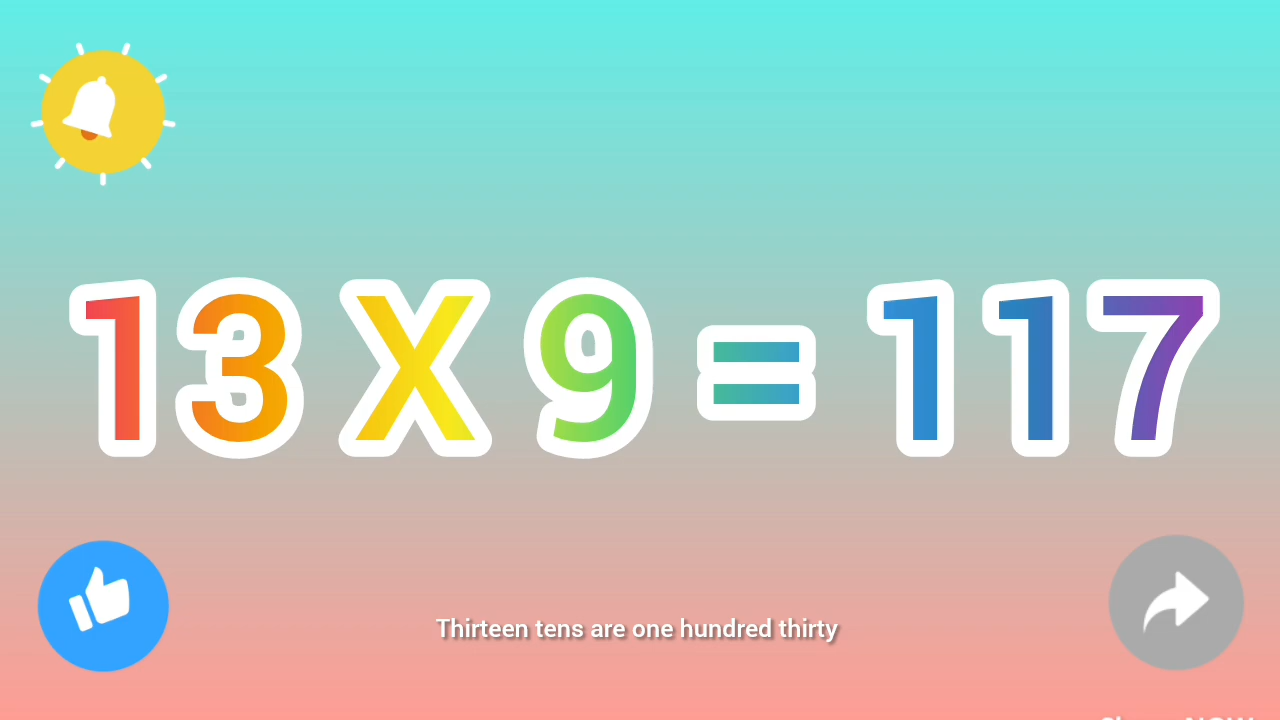 13 X 9 = 117
Thirteen tens are one hundred thirty